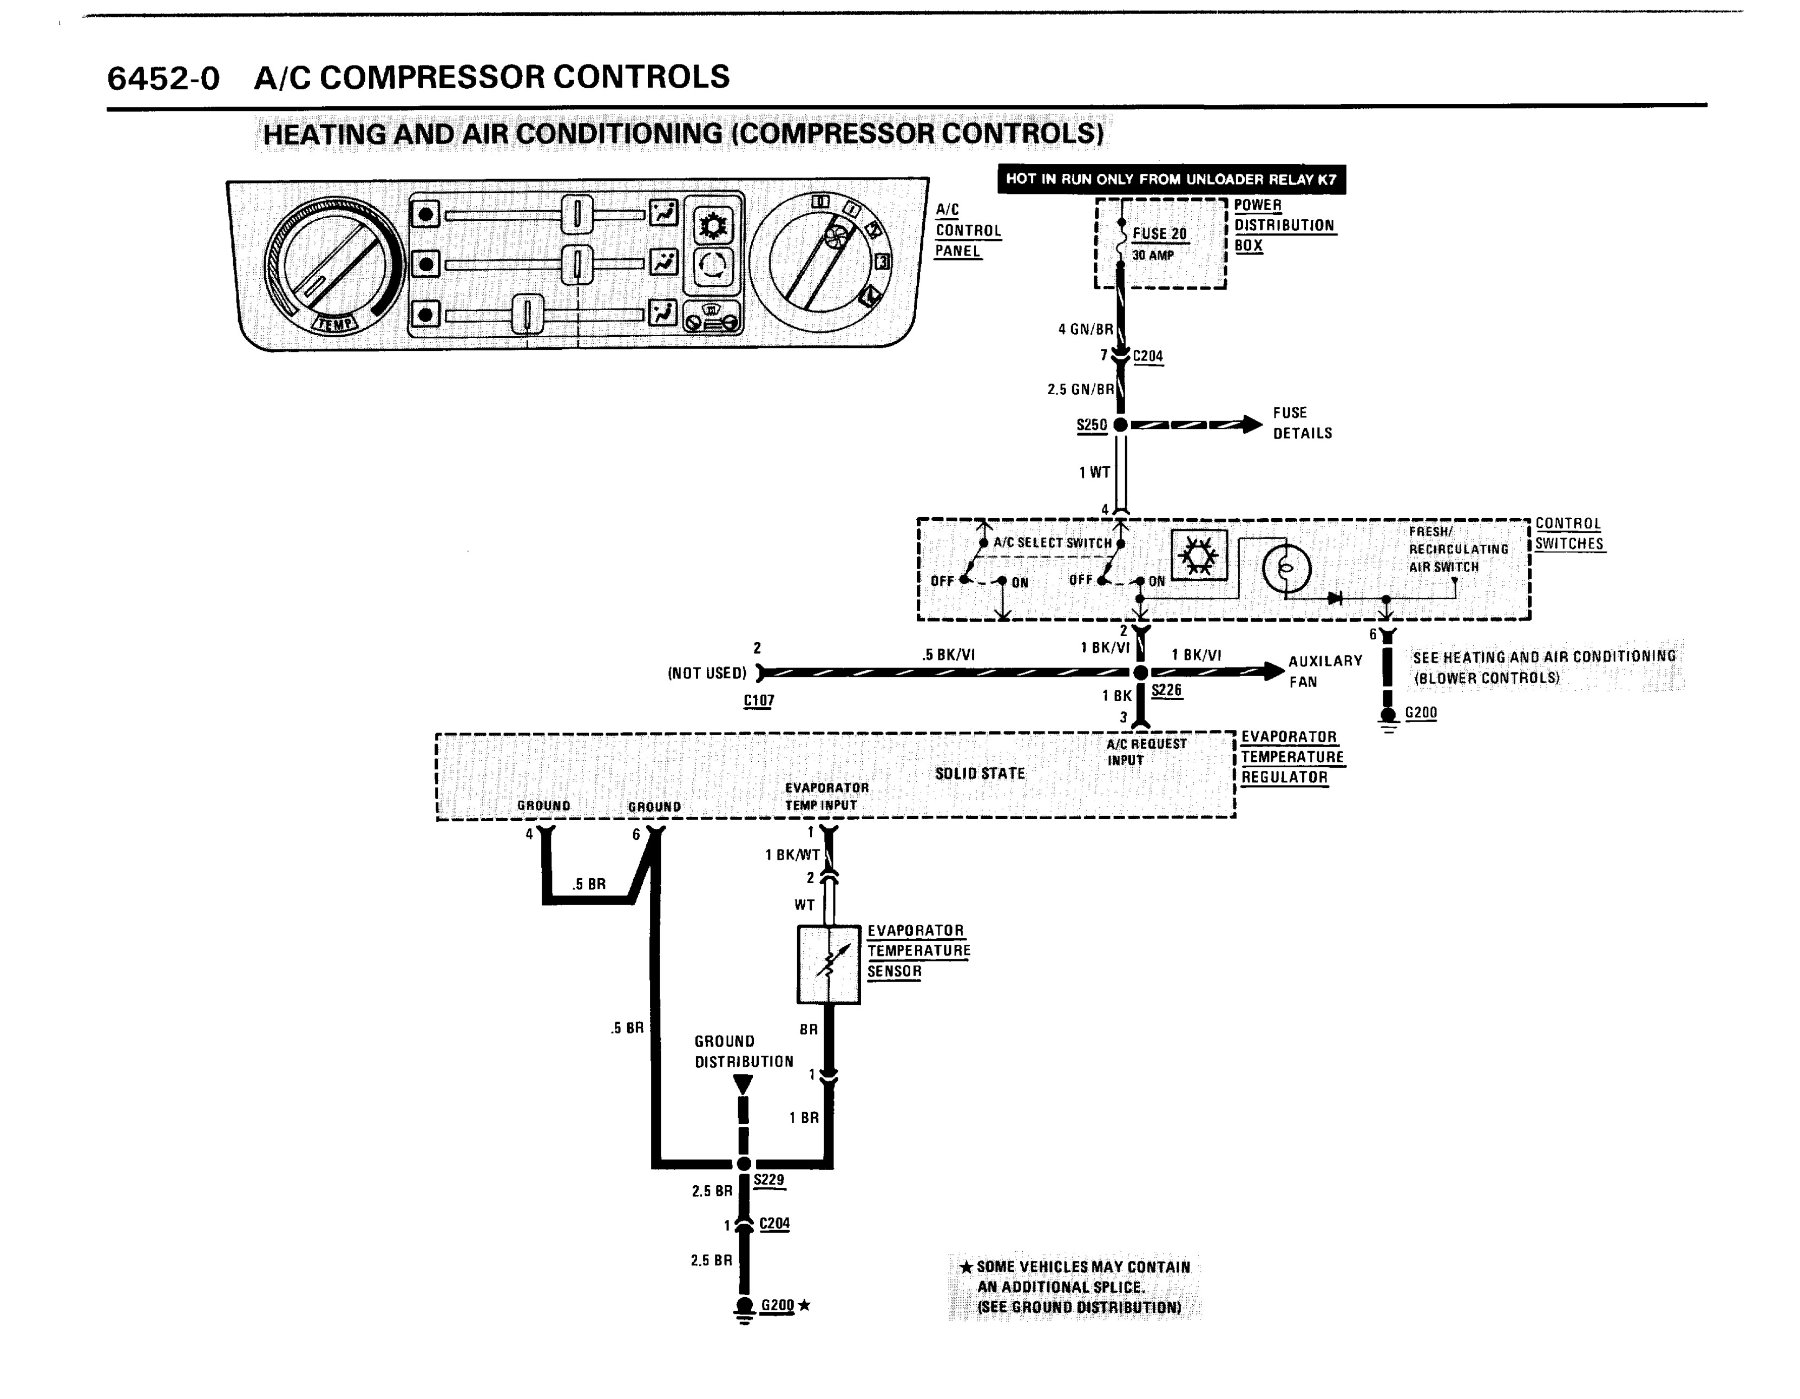 6452-0 A/C COMPRESSOR CONTROLS
HEATING AND AIR CONDITIONING (COMPRESSOR CONTROLS)
HOT IN RUN ONLY FROM UNLOADER RELAY K7
A/C
CONTROL
PANEL
TEMP
0
1
2
3
4
POWER
DISTRIBUTION
BOX
FUSE 20
30 AMP
4 GN/BR
7
C204
2.5 GN/BR
S250
FUSE
DETAILS
1 WT
4
CONTROL
SWITCHES
A/C SELECT SWITCH
OFF
ON
OFF
ON
FRESH/
RECIRCULATING
AIR SWITCH
2
1 BK/VI
6
2
(NOT USED)
C107
.5 BK/VI
1 BK/VI
AUXILARY
FAN
SEE HEATING AND AIR CONDITIONING
(BLOWER CONTROLS)
1 BK
S226
3
G200
A/C REQUEST
INPUT
EVAPORATOR
TEMPERATURE
REGULATOR
SOLID STATE
EVAPORATOR
TEMP INPUT
GROUND
GROUND
4
6
1
1 BK/WT
2
.5 BR
WT
EVAPORATOR
TEMPERATURE
SENSOR
.5 BR
BR
GROUND
DISTRIBUTION
1
1 BR
S229
2.5 BR
1
C204
2.5 BR
G200 ★
★ SOME VEHICLES MAY CONTAIN
AN ADDITIONAL SPLICE.
(SEE GROUND DISTRIBUTION)